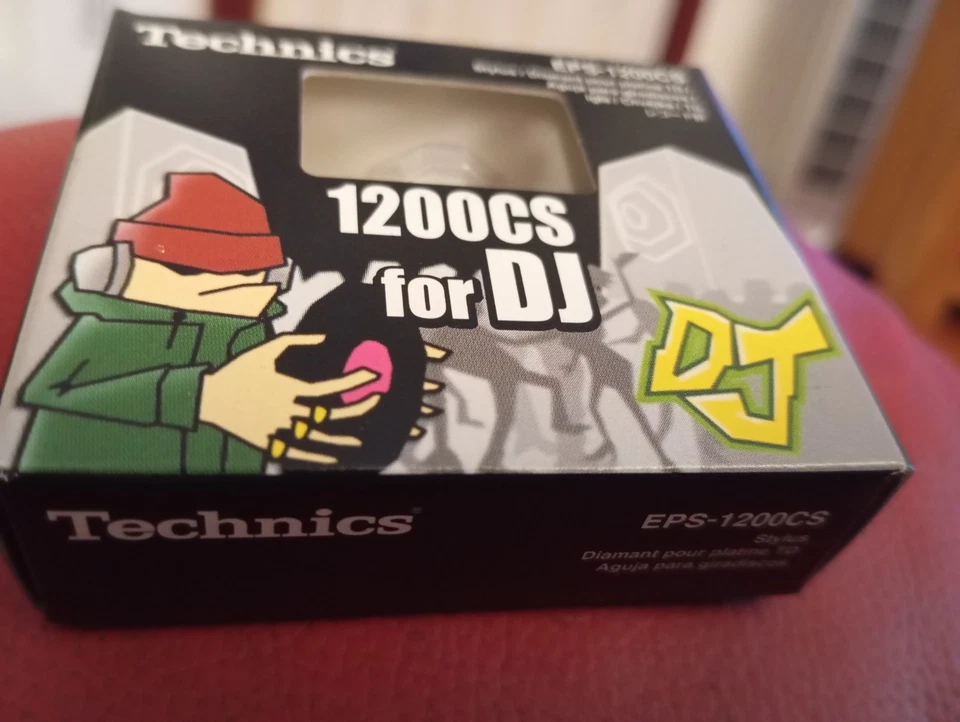 Technics
EPS-1200CS
1200CS
for DJ
DJ
Technics
EPS-1200CS
Stylus
Diamant pour platine TD
Aguja para giradiscos